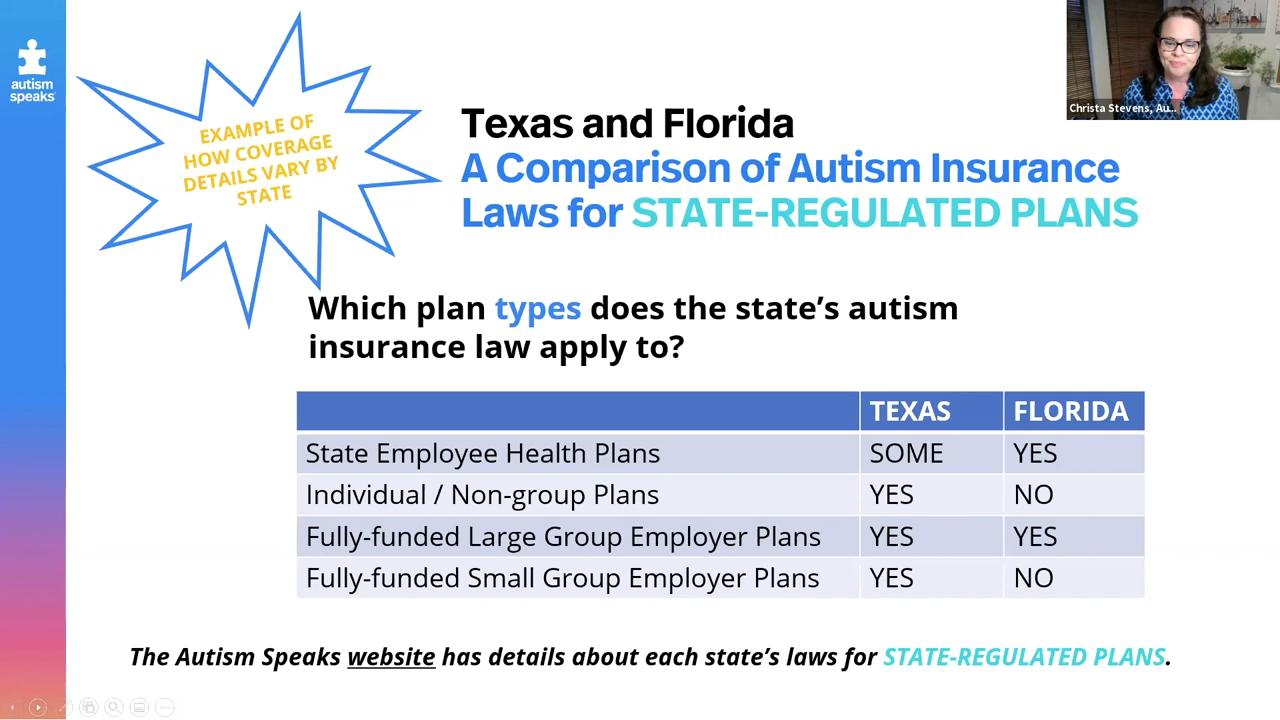 autism
speaks
EXAMPLE OF
HOW COVERAGE
DETAILS VARY BY
STATE
Texas and Florida
A Comparison of Autism Insurance
Laws for STATE-REGULATED PLANS
Christa Stevens, Au...
Which plan types does the state’s autism
insurance law apply to?
TEXAS FLORIDA
State Employee Health Plans SOME YES
Individual / Non-group Plans YES NO
Fully-funded Large Group Employer Plans YES YES
Fully-funded Small Group Employer Plans YES NO
The Autism Speaks website has details about each state’s laws for STATE-REGULATED PLANS.